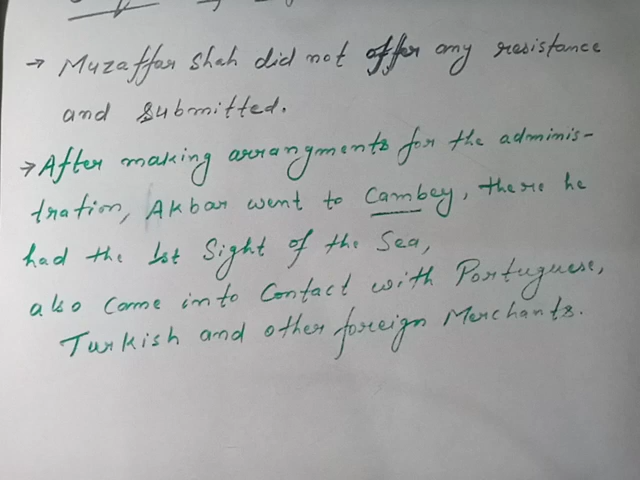 → Muzaffar Shah did not offer any resistance
and submitted.
→ After making arrangments for the adminis-
tration, Akbar went to Cambey, there he
had the 1st Sight of the Sea,
also come into Contact with Portuguese,
Turkish and other foreign Merchants.